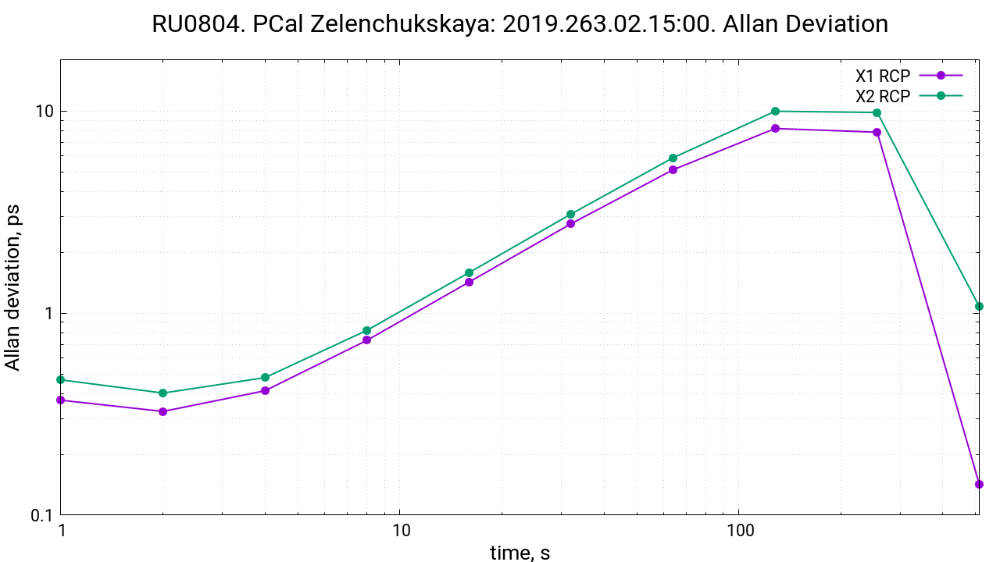 RU0804. PCal Zelenchukskaya: 2019.263.02.15:00. Allan Deviation
X1 RCP
X2 RCP
10
1
0.1
Allan deviation, ps
1
10
100
time, s